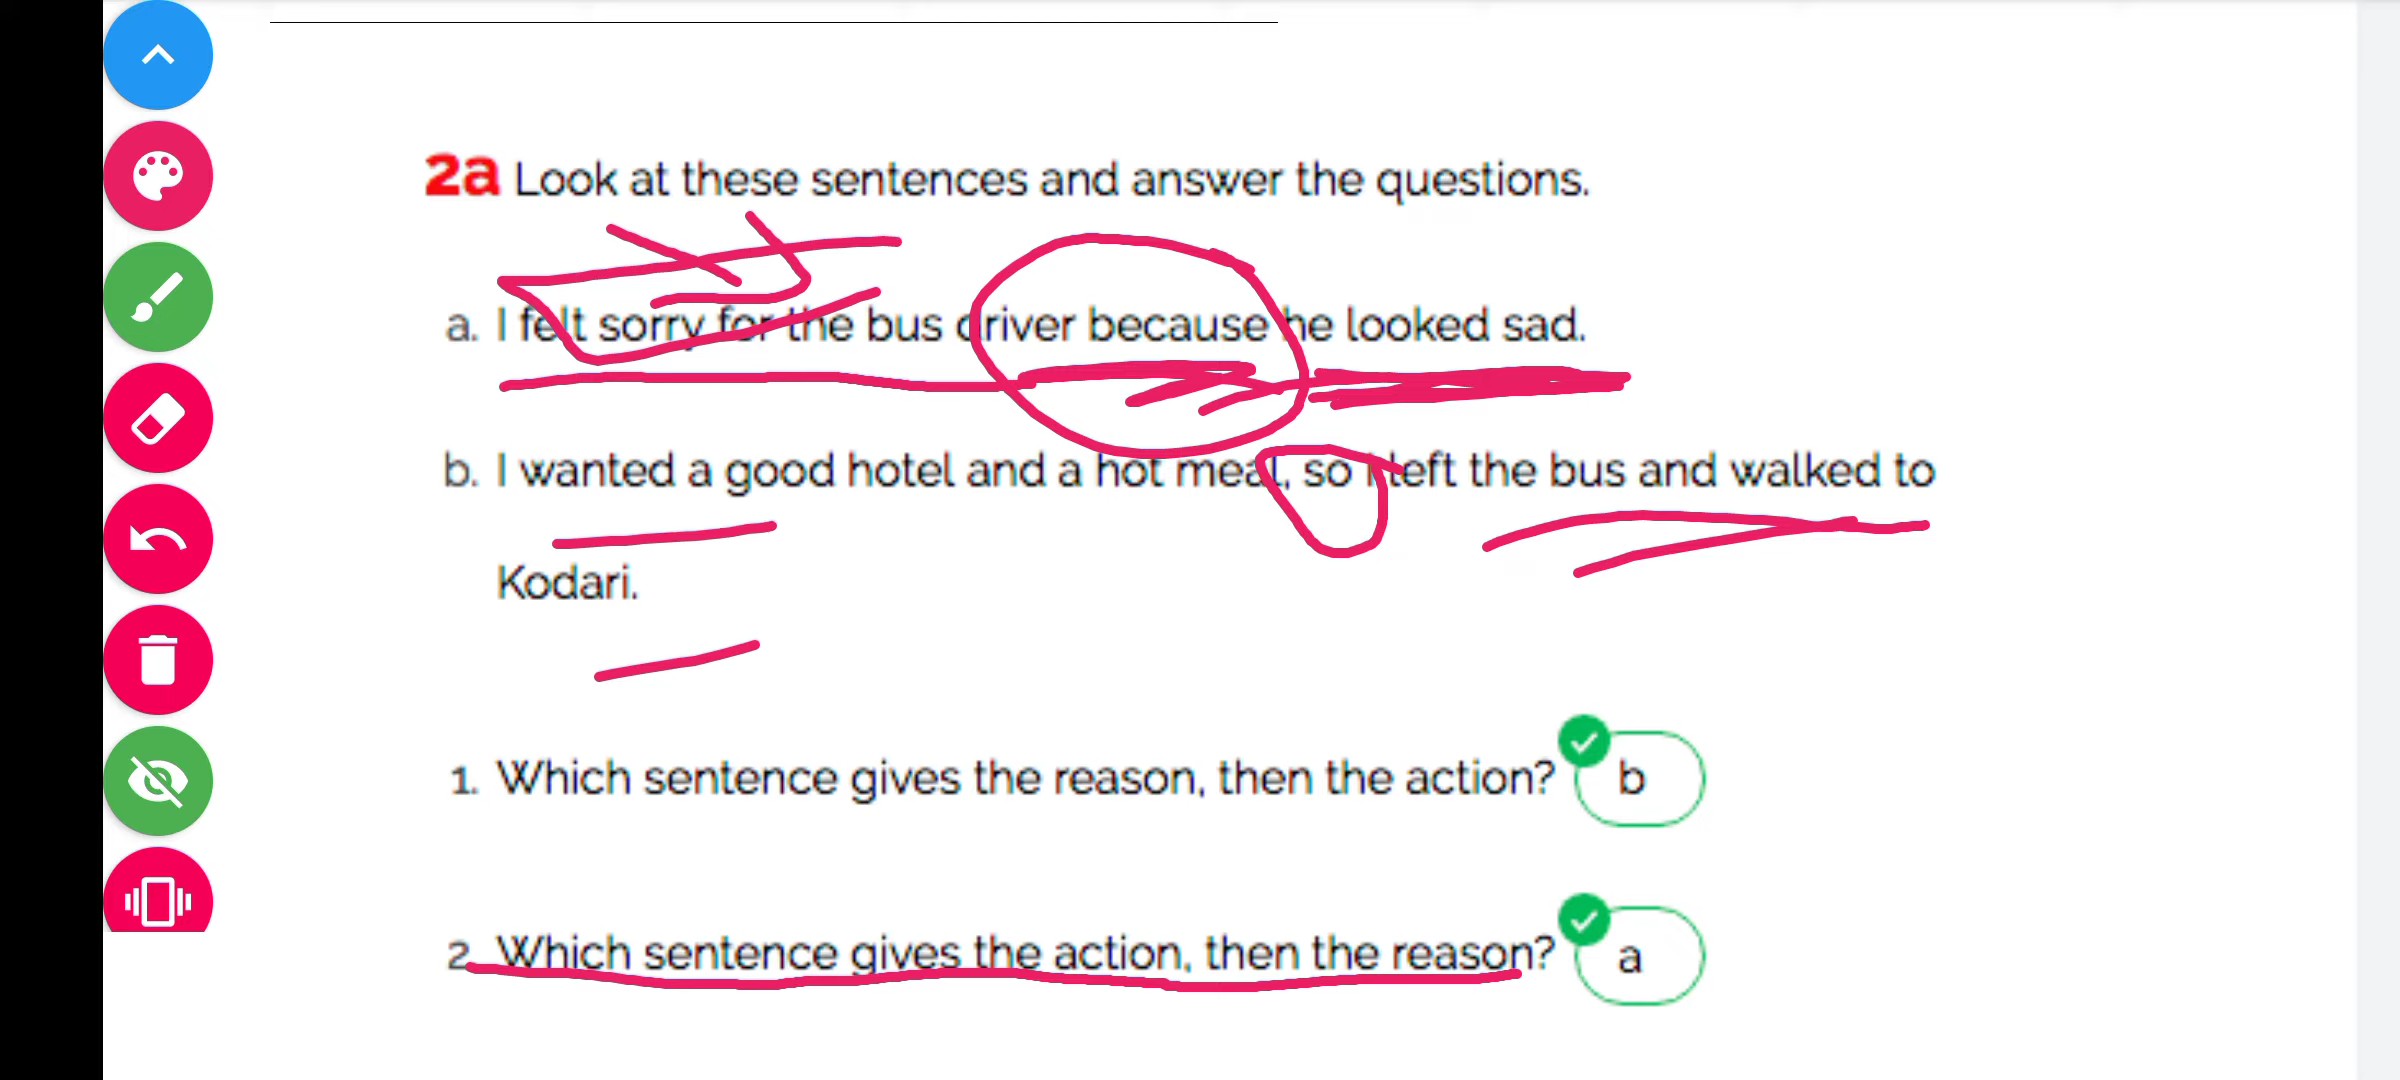 2a Look at these sentences and answer the questions.
a. I felt sorry for the bus driver because he looked sad.
b. I wanted a good hotel and a hot meal, so I left the bus and walked to
Kodari.
1. Which sentence gives the reason, then the action? b
2. Which sentence gives the action, then the reason? a